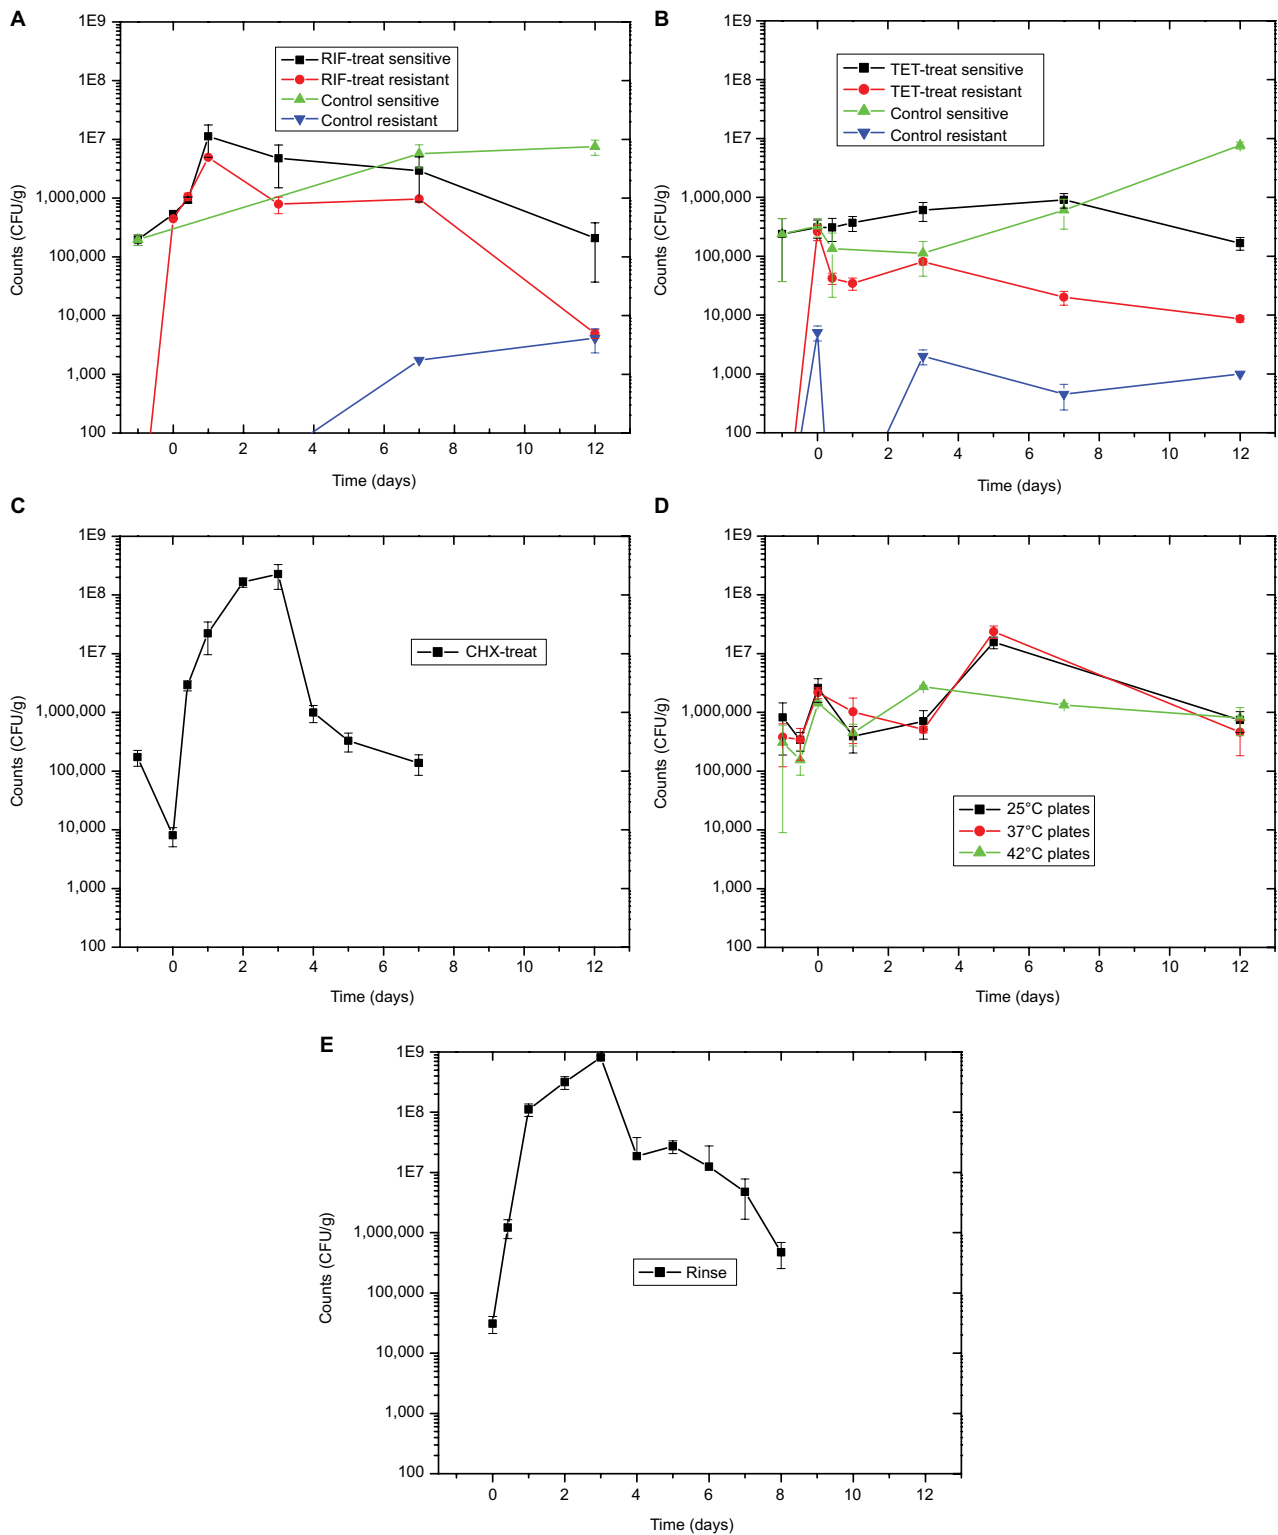 A
1E9
1E8
1E7
1,000,000
100,000
10,000
1,000
100
Counts (CFU/g)
RIF-treat sensitive
RIF-treat resistant
Control sensitive
Control resistant
0 2 4 6 8 10 12
Time (days)
B
1E9
1E8
1E7
1,000,000
100,000
10,000
1,000
100
Counts (CFU/g)
TET-treat sensitive
TET-treat resistant
Control sensitive
Control resistant
0 2 4 6 8 10 12
Time (days)
C
1E9
1E8
1E7
1,000,000
100,000
10,000
1,000
100
Counts (CFU/g)
CHX-treat
0 2 4 6 8 10 12
Time (days)
D
1E9
1E8
1E7
1,000,000
100,000
10,000
1,000
100
Counts (CFU/g)
25°C plates
37°C plates
42°C plates
0 2 4 6 8 10 12
Time (days)
E
1E9
1E8
1E7
1,000,000
100,000
10,000
1,000
100
Counts (CFU/g)
Rinse
0 2 4 6 8 10 12
Time (days)